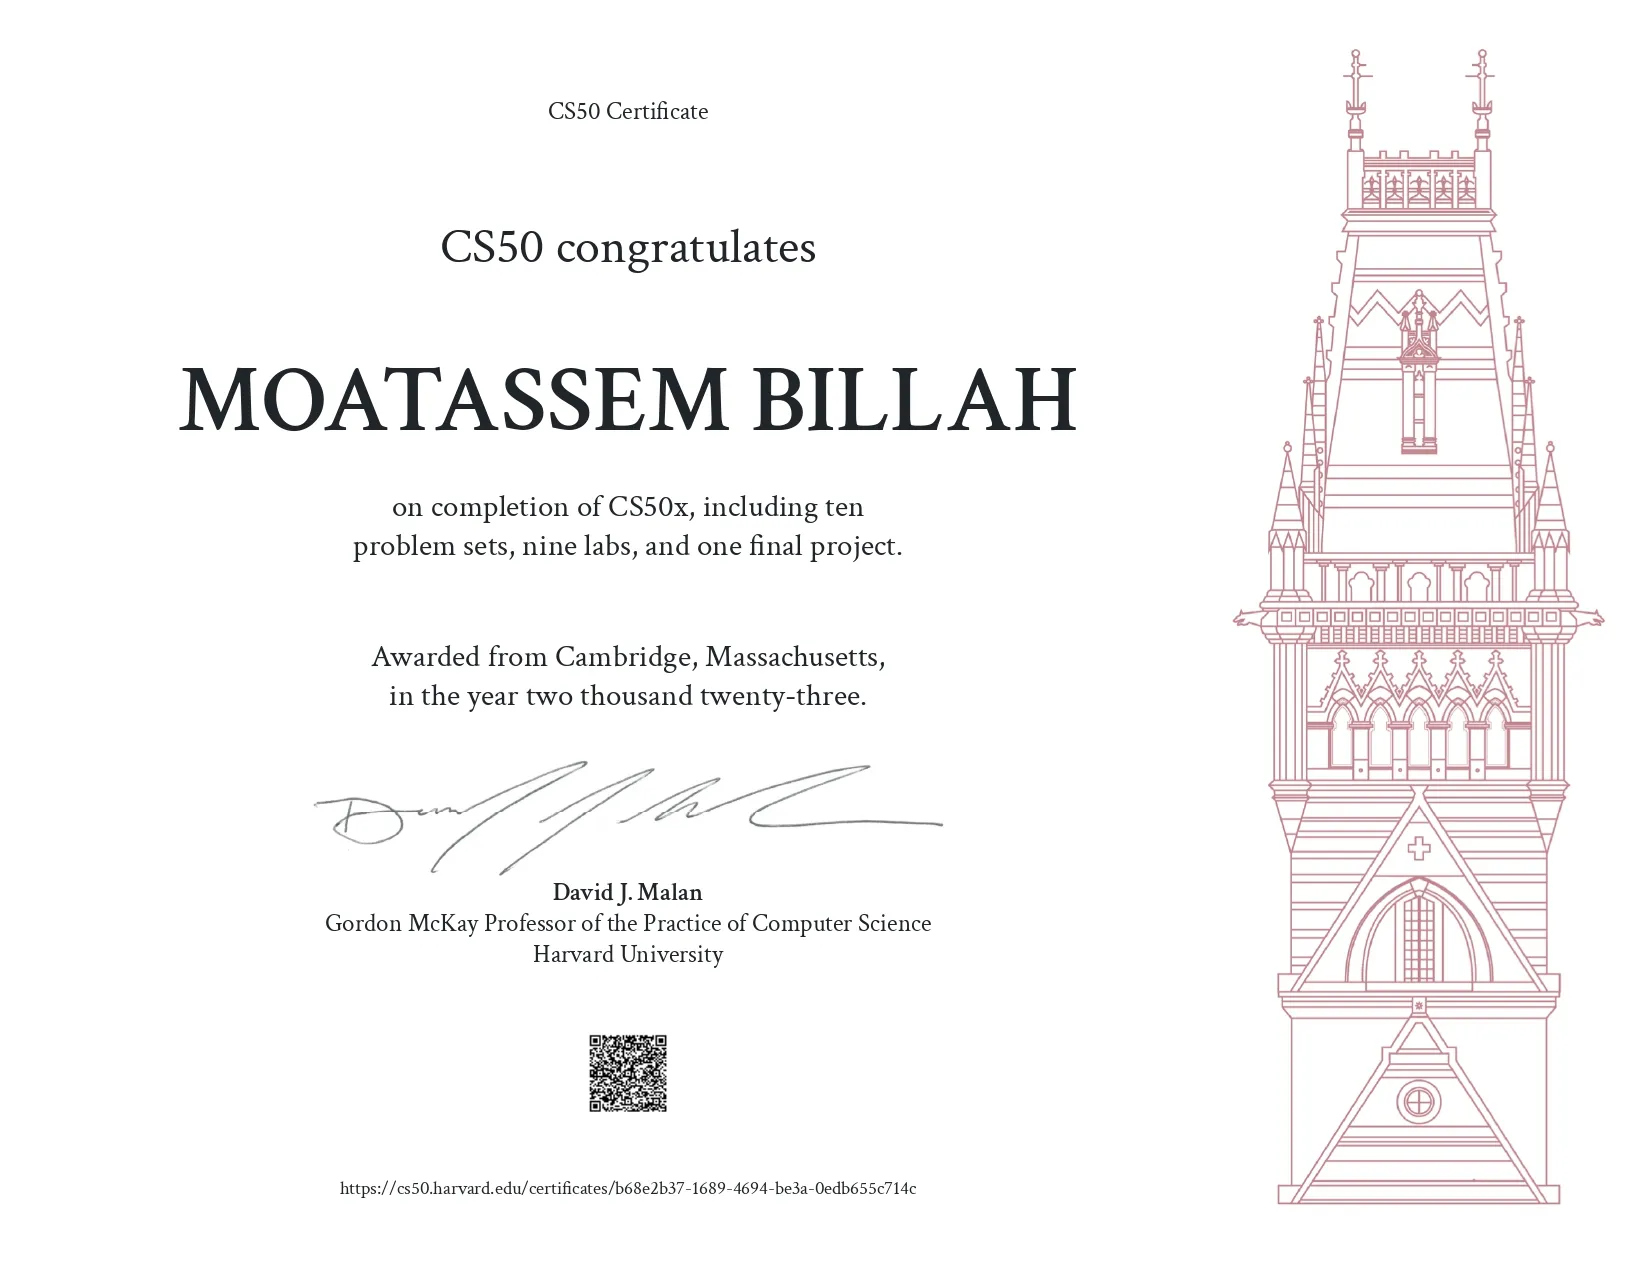 CS50 Certificate
CS50 congratulates
MOATASSEM BILLAH
on completion of CS50x, including ten
problem sets, nine labs, and one final project.
Awarded from Cambridge, Massachusetts,
in the year two thousand twenty-three.
David J. Malan
Gordon McKay Professor of the Practice of Computer Science
Harvard University
https://cs50.harvard.edu/certificates/b68e2b37-1689-4694-be3a-0edb655c714c